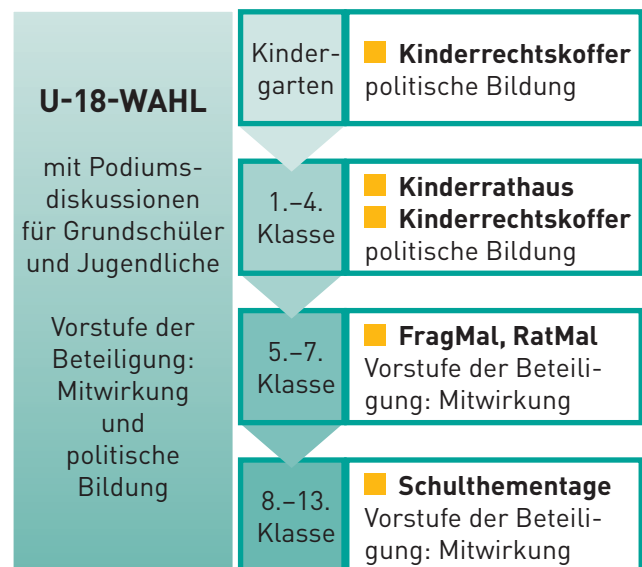 U-18-WAHL
mit Podiums-
diskussionen
für Grundschüler
und Jugendliche
Vorstufe der
Beteiligung:
Mitwirkung
und
politische
Bildung
Kinder-
garten
Kinderrechtskoffer
politische Bildung
1.–4.
Klasse
Kinderrathaus
Kinderrechtskoffer
politische Bildung
5.–7.
Klasse
FragMal, RatMal
Vorstufe der Beteili-
gung: Mitwirkung
8.–13.
Klasse
Schulthementage
Vorstufe der Beteili-
gung: Mitwirkung